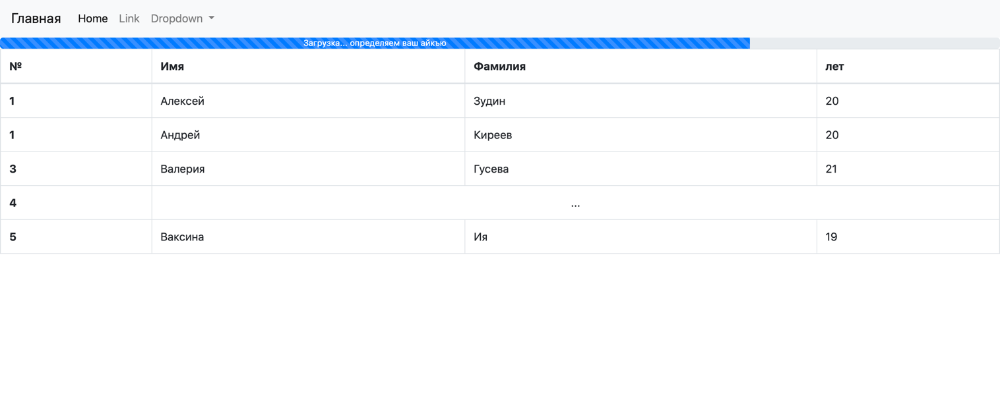 Главная Home Link Dropdown
Загрузка... определяем ваш айкъю
№ Имя Фамилия лет
1 Алексей Зудин 20
1 Андрей Киреев 20
3 Валерия Гусева 21
4 ...
5 Ваксина Ия 19